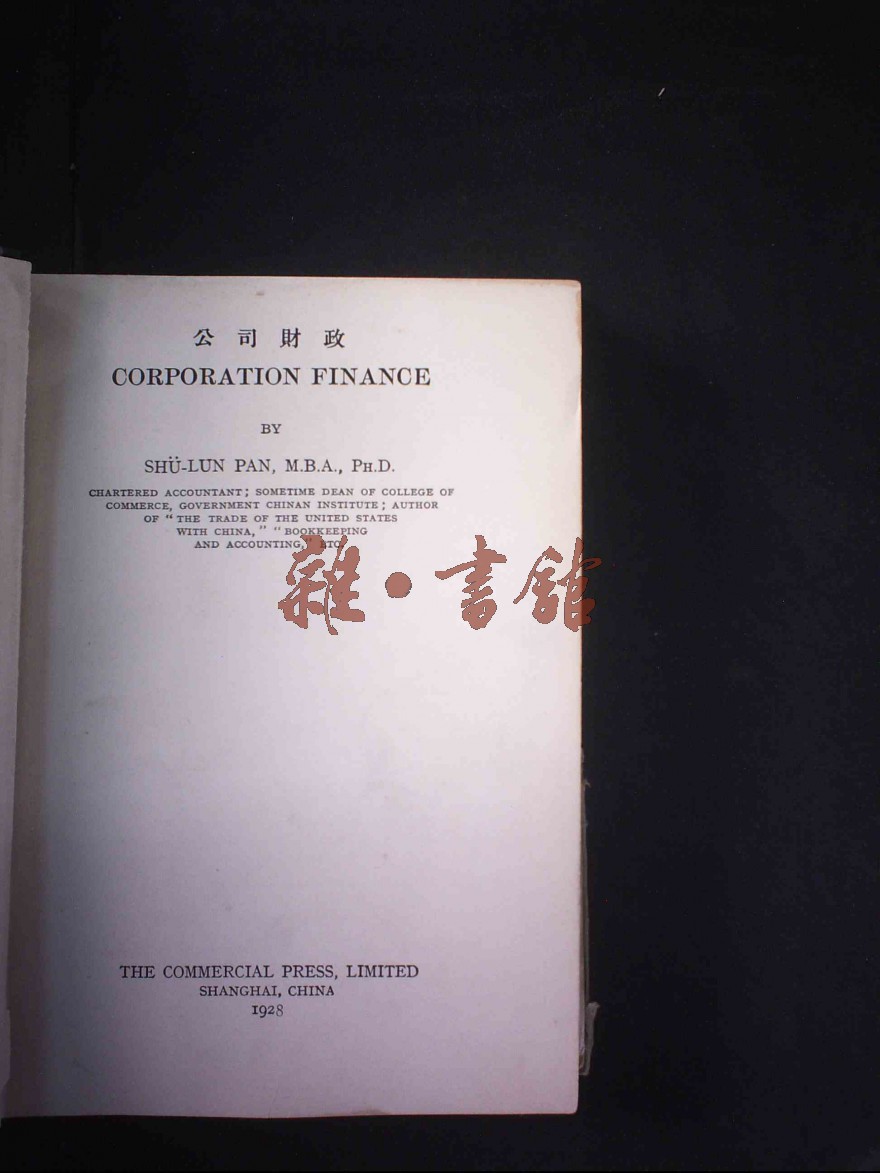 公司財政
CORPORATION FINANCE
BY
SHÜ-LUN PAN, M.B.A., PH.D.
CHARTERED ACCOUNTANT; SOMETIME DEAN OF COLLEGE OF
COMMERCE, GOVERNMENT CHINAN INSTITUTE; AUTHOR
OF "THE TRADE OF THE UNITED STATES
WITH CHINA," "BOOKKEEPING
AND ACCOUNTING," ETC.
雜·書館
THE COMMERCIAL PRESS, LIMITED
SHANGHAI, CHINA
1928